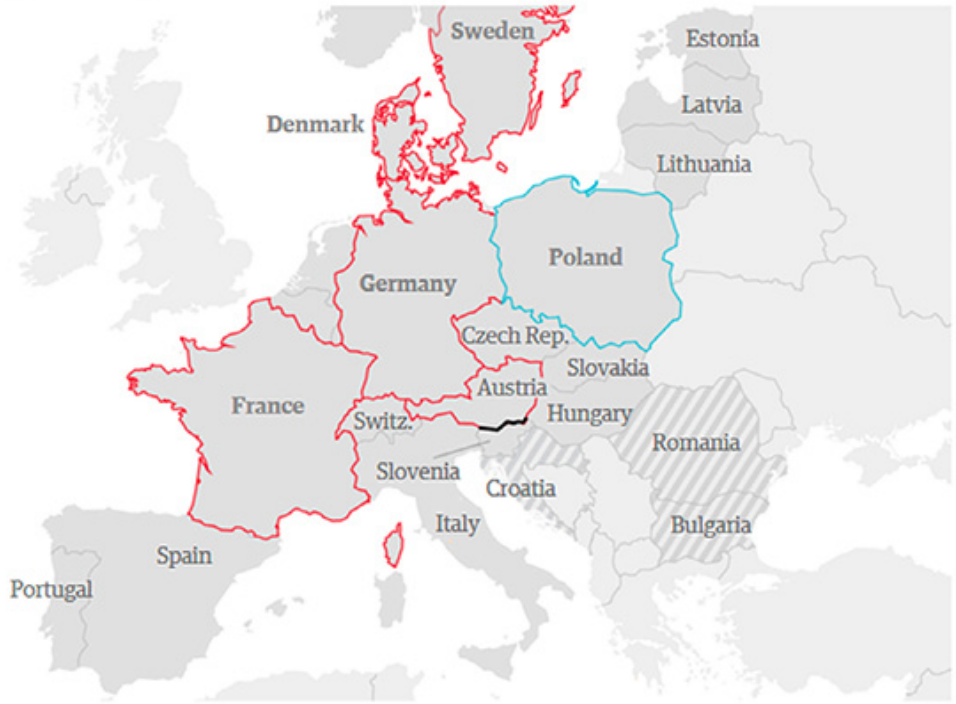 Sweden
Estonia
Latvia
Denmark
Lithuania
Poland
Germany
Czech Rep.
Slovakia
Austria
France
Switz.
Hungary
Romania
Slovenia
Croatia
Italy
Bulgaria
Spain
Portugal